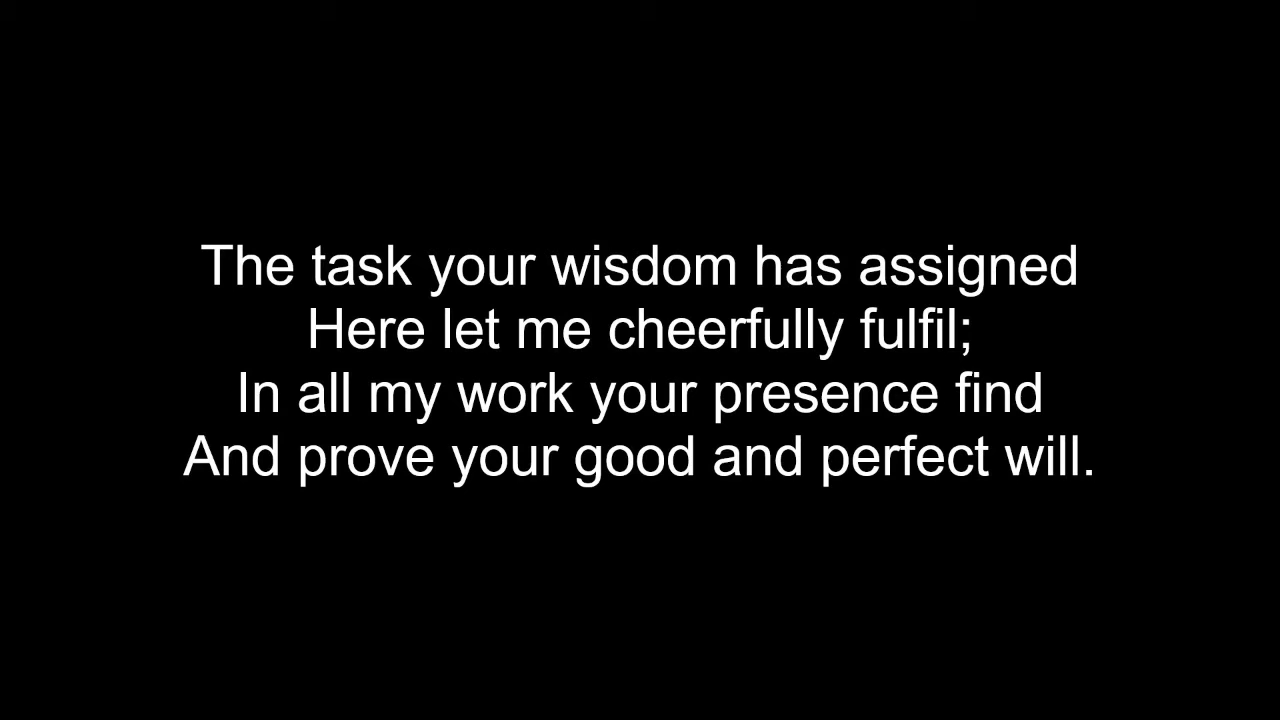 The task your wisdom has assigned
Here let me cheerfully fulfil;
In all my work your presence find
And prove your good and perfect will.